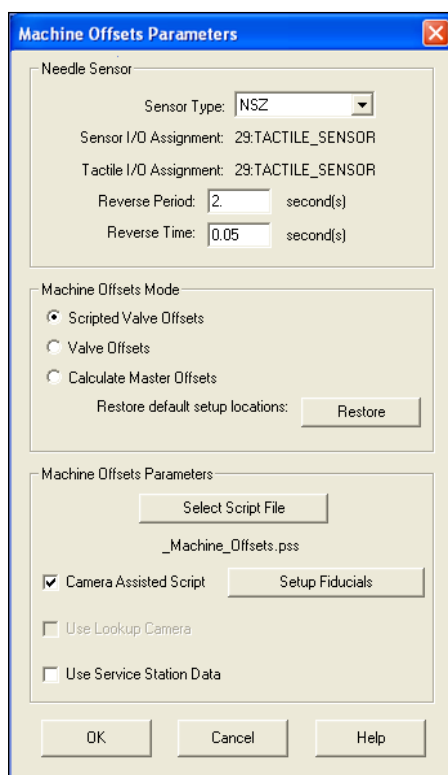 Machine Offsets Parameters
Needle Sensor
Sensor Type: NSZ
Sensor I/O Assignment: 29:TACTILE_SENSOR
Tactile I/O Assignment: 29:TACTILE_SENSOR
Reverse Period: 2. second(s)
Reverse Time: 0.05 second(s)
Machine Offsets Mode
Scripted Valve Offsets
Valve Offsets
Calculate Master Offsets
Restore default setup locations: Restore
Machine Offsets Parameters
Select Script File
_Machine_Offsets.pss
Camera Assisted Script Setup Fiducials
Use Lookup Camera
Use Service Station Data
OK Cancel Help